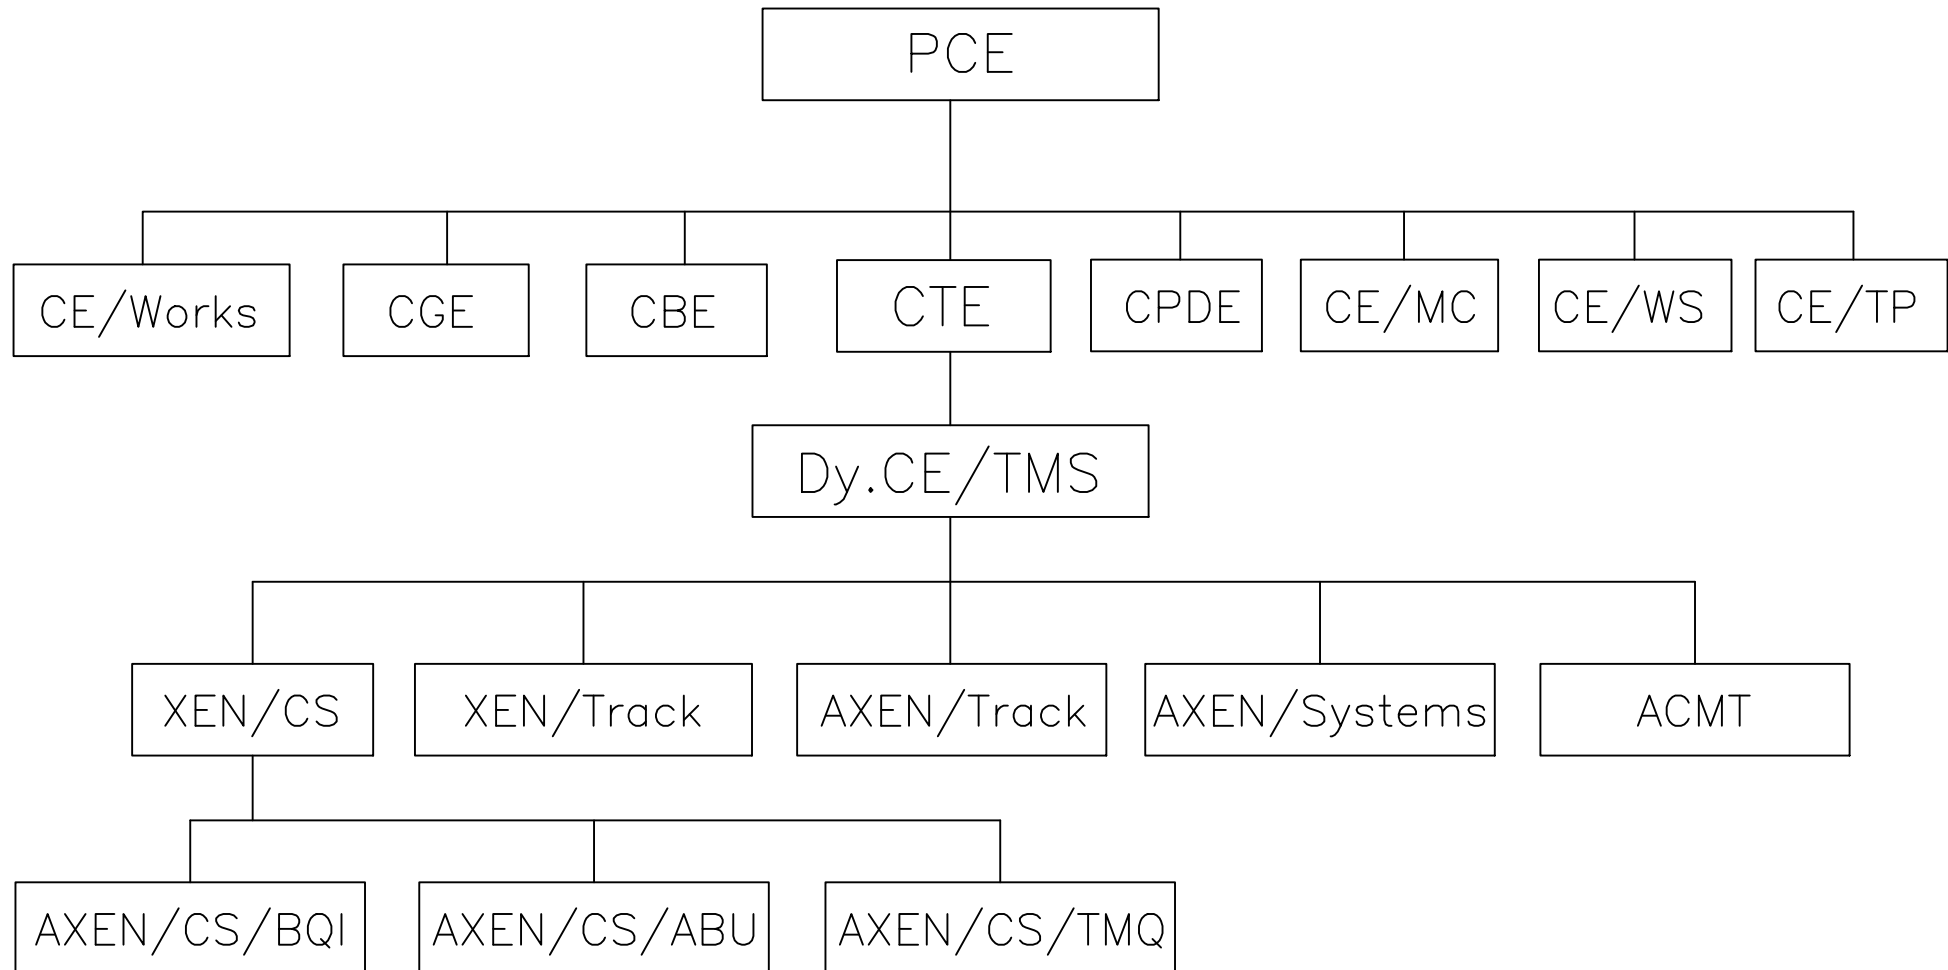 PCE
CE/Works
CGE
CBE
CTE
CPDE
CE/MC
CE/WS
CE/TP
Dy.CE/TMS
XEN/CS
XEN/Track
AXEN/Track
AXEN/Systems
ACMT
AXEN/CS/BQI
AXEN/CS/ABU
AXEN/CS/TMQ